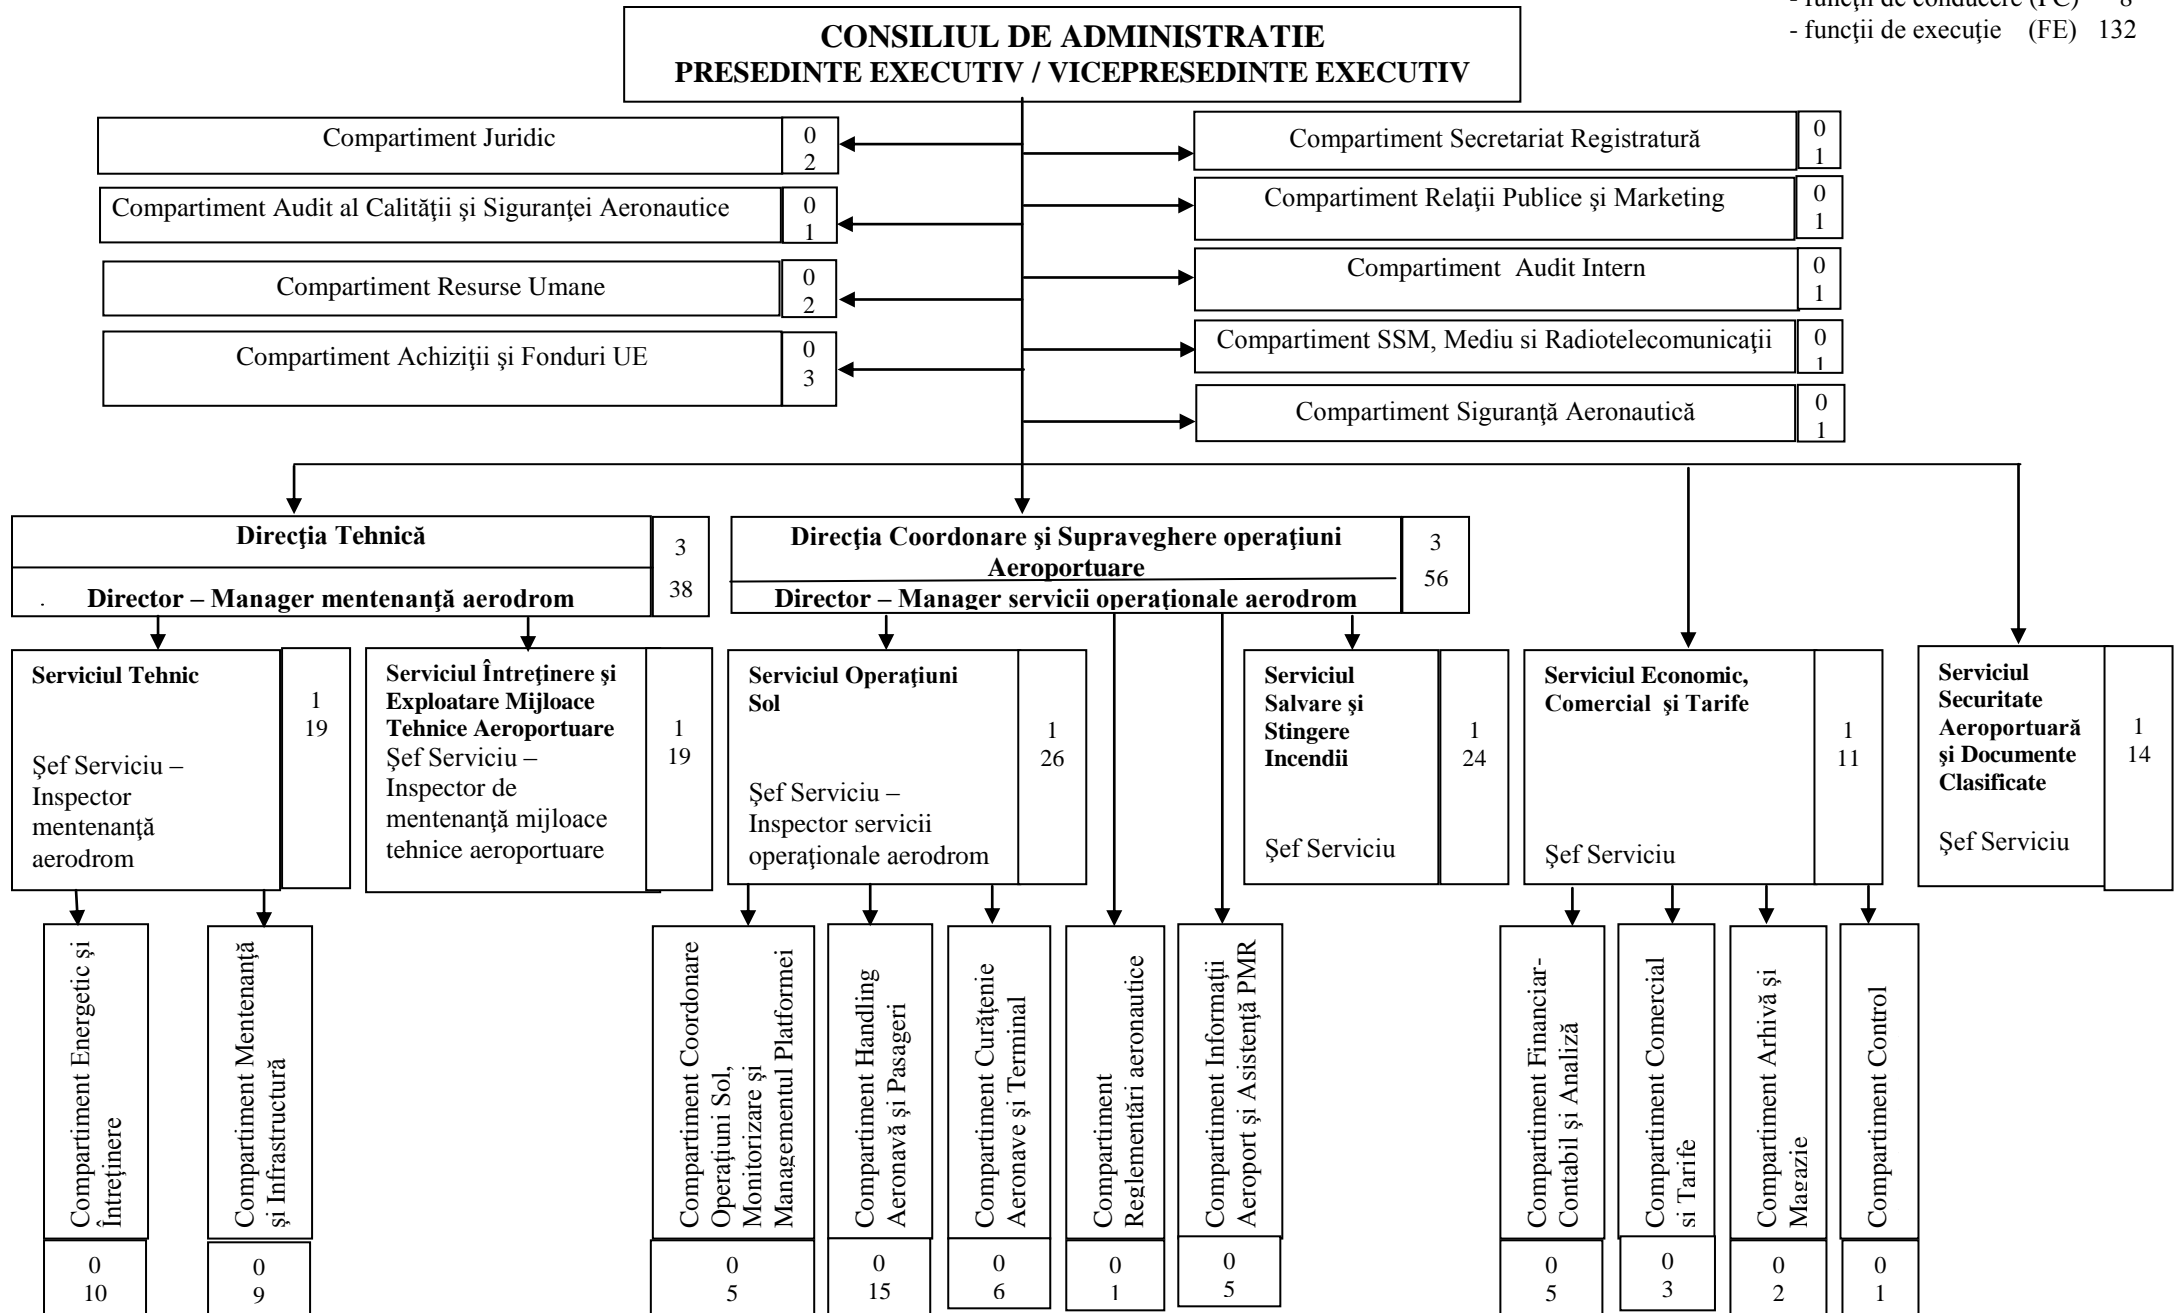 - funcţii de conducere (FC) 8
- funcţii de execuţie (FE) 132
CONSILIUL DE ADMINISTRATIE
PRESEDINTE EXECUTIV / VICEPRESEDINTE EXECUTIV
Compartiment Juridic
0
2
Compartiment Secretariat Registratură
0
1
Compartiment Audit al Calităţii şi Siguranţei Aeronautice
0
1
Compartiment Relaţii Publice şi Marketing
0
1
Compartiment Resurse Umane
0
2
Compartiment Audit Intern
0
1
Compartiment Achiziţii şi Fonduri UE
0
3
Compartiment SSM, Mediu si Radiotelecomunicaţii
0
1
Compartiment Siguranţă Aeronautică
0
1
Direcţia Tehnică
Director – Manager mentenanţă aerodrom
3
38
Direcţia Coordonare şi Supraveghere operaţiuni
Aeroportuare
Director – Manager servicii operaţionale aerodrom
3
56
Serviciul Tehnic
Şef Serviciu –
Inspector
mentenanţă
aerodrom
1
19
Serviciul Întreţinere şi
Exploatare Mijloace
Tehnice Aeroportuare
Şef Serviciu –
Inspector de
mentenanţă mijloace
tehnice aeroportuare
1
19
Serviciul Operaţiuni
Sol
Şef Serviciu –
Inspector servicii
operaţionale aerodrom
1
26
Serviciul
Salvare şi
Stingere
Incendii
Şef Serviciu
1
24
Serviciul Economic,
Comercial şi Tarife
Şef Serviciu
1
11
Serviciul
Securitate
Aeroportuară
şi Documente
Clasificate
Şef Serviciu
1
14
Compartiment Energetic şi
Întreţinere
0
10
Compartiment Mentenanţă
şi Infrastructură
0
9
Compartiment Coordonare
Operaţiuni Sol,
Monitorizare şi
Managementul Platformei
0
5
Compartiment Handling
Aeronavă şi Pasageri
0
15
Compartiment Curăţenie
Aeronave şi Terminal
0
6
Compartiment
Reglementări aeronautice
0
1
Compartiment Informaţii
Aeroport şi Asistenţă PMR
0
5
Compartiment Financiar-
Contabil şi Analiză
0
5
Compartiment Comercial
si Tarife
0
3
Compartiment Arhivă şi
Magazie
0
2
Compartiment Control
0
1